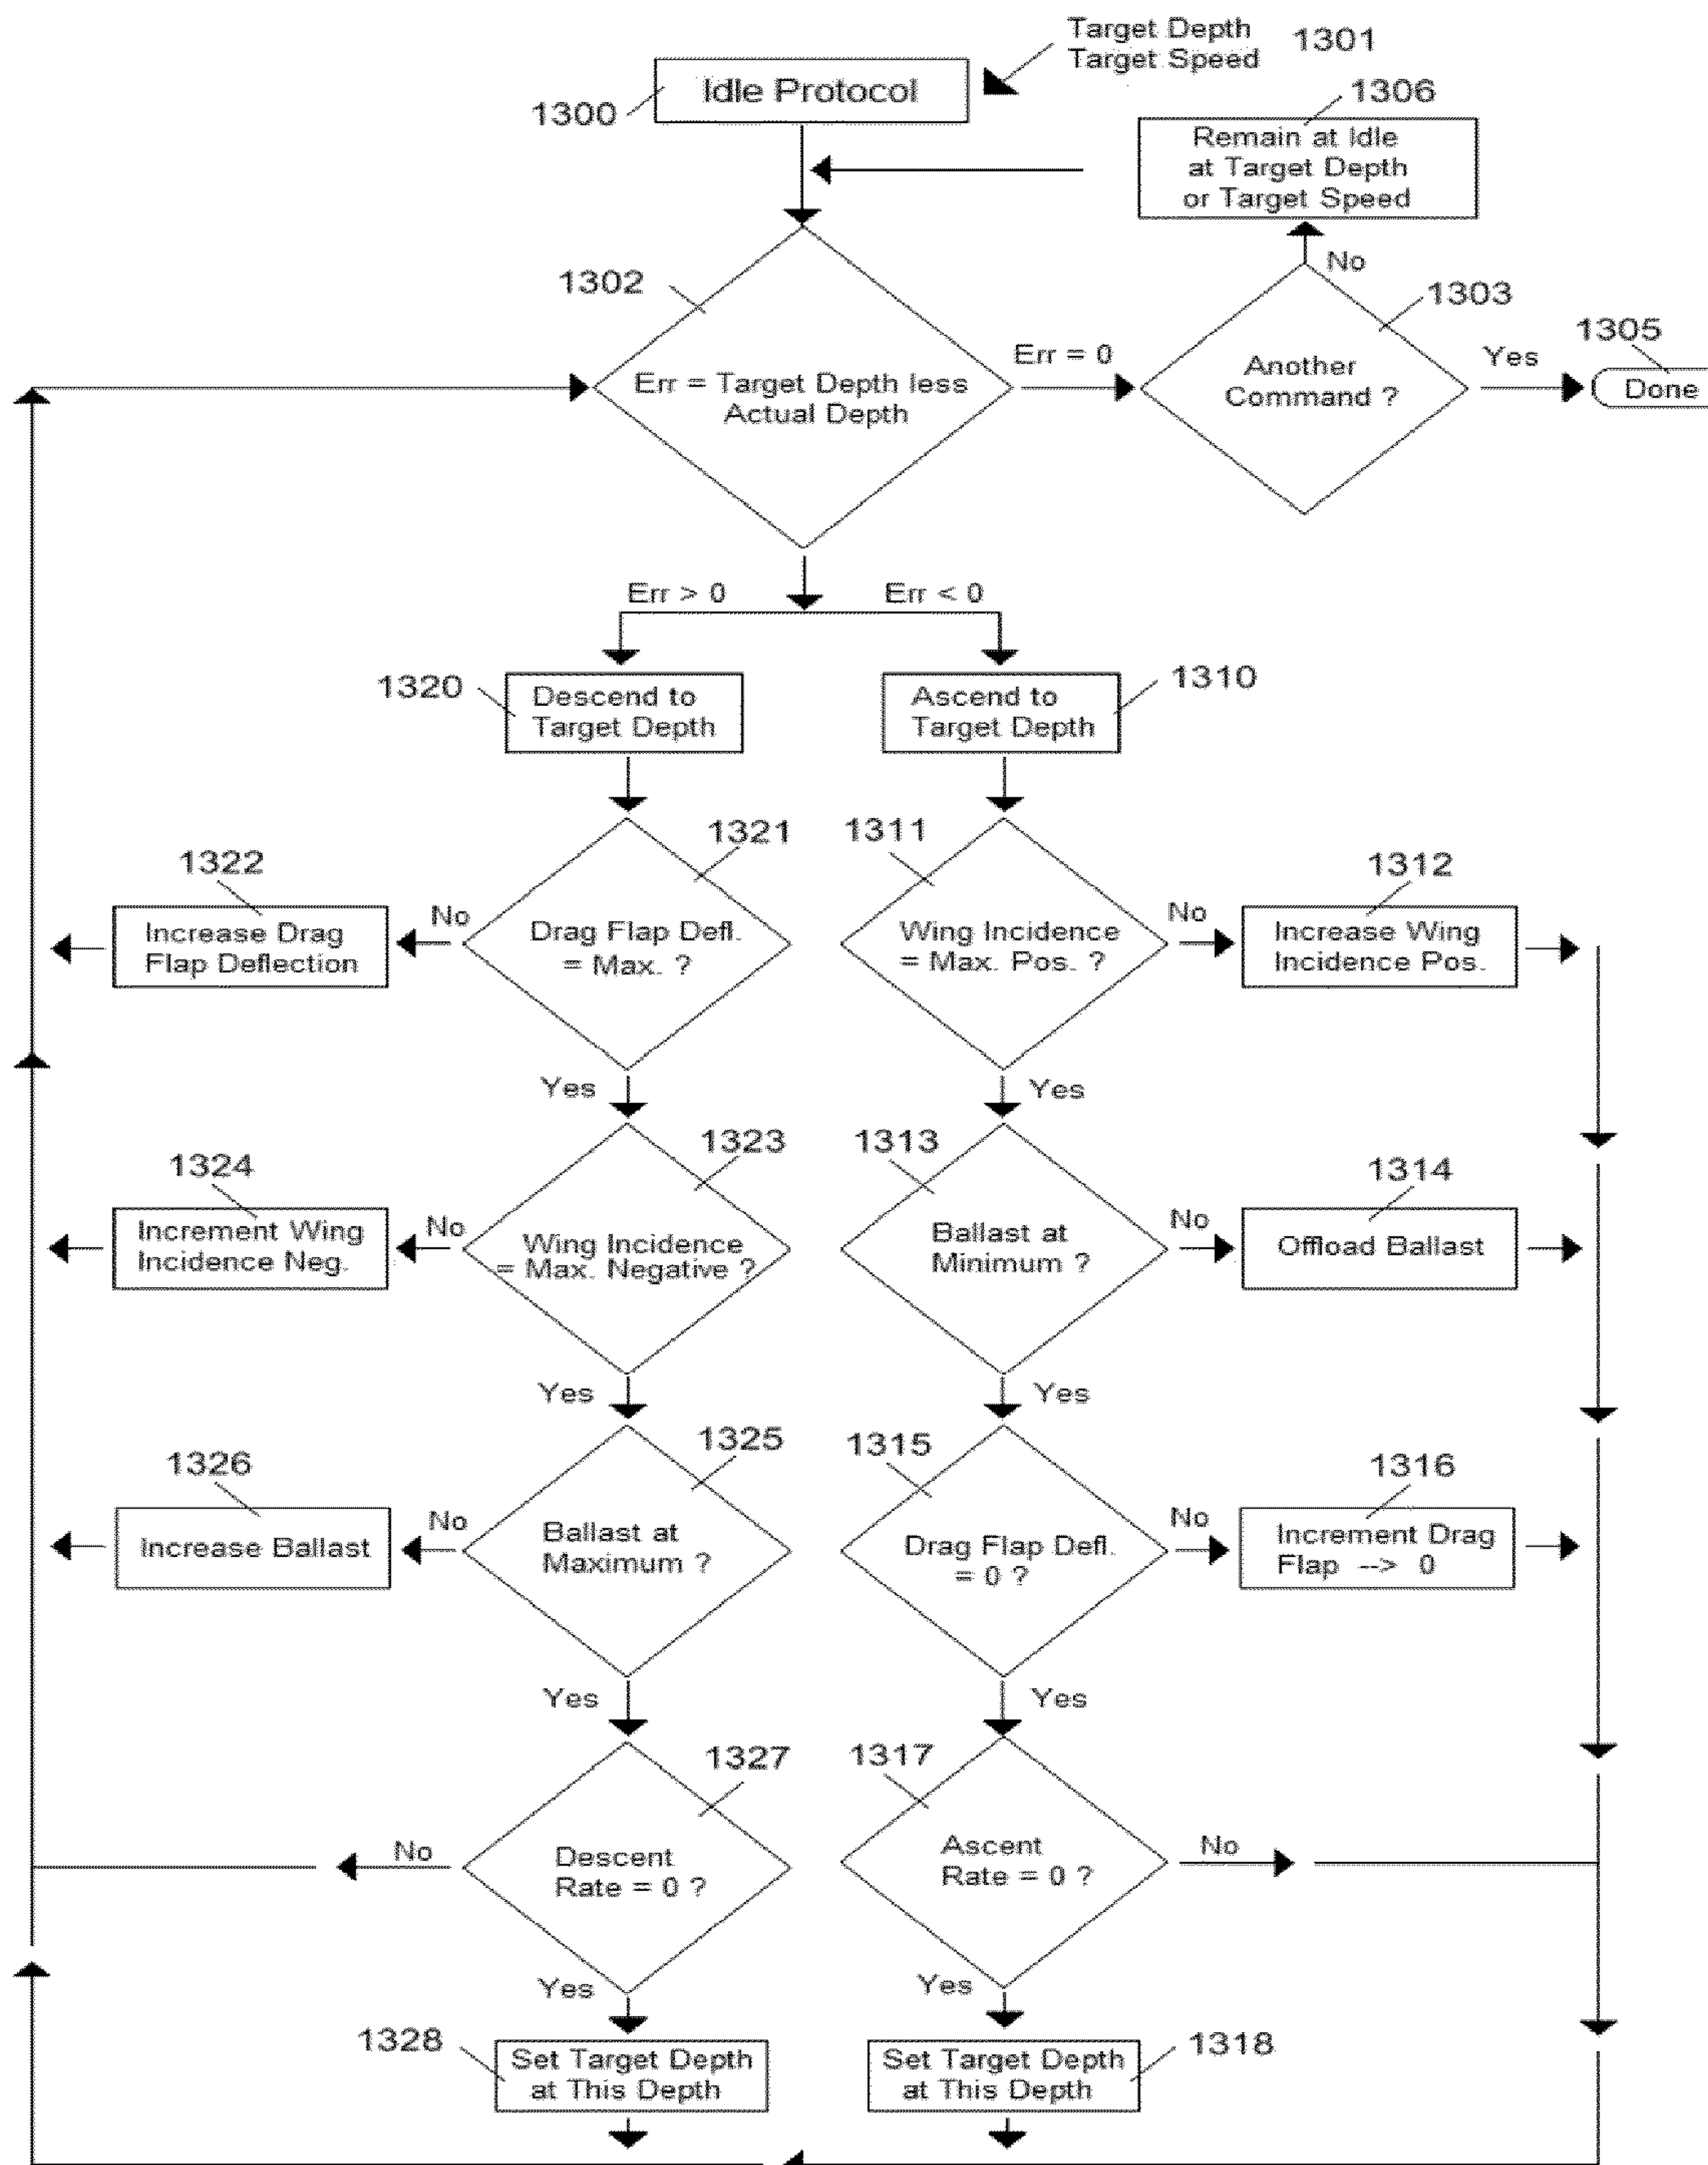 Target Depth
Target Speed
1301
Idle Protocol
1300
1306
Remain at Idle
at Target Depth
or Target Speed
No
1302
1303
1305
Err = Target Depth less
Actual Depth
Err = 0
Another
Command ?
Yes
Done
Err > 0
Err < 0
1320
Descend to
Target Depth
Ascend to
Target Depth
1310
1322
1321
1311
1312
Increase Drag
Flap Deflection
No
Drag Flap Defl.
= Max. ?
Wing Incidence
= Max. Pos. ?
No
Increase Wing
Incidence Pos.
Yes
Yes
1324
1323
1313
1314
Increment Wing
Incidence Neg.
No
Wing Incidence
= Max. Negative ?
Ballast at
Minimum ?
No
Offload Ballast
Yes
Yes
1326
1325
1315
1316
Increase Ballast
No
Ballast at
Maximum ?
Drag Flap Defl.
= 0 ?
No
Increment Drag
Flap --> 0
Yes
Yes
1327
1317
No
Descent
Rate = 0 ?
Ascent
Rate = 0 ?
No
Yes
Yes
1328
Set Target Depth
at This Depth
Set Target Depth
at This Depth
1318